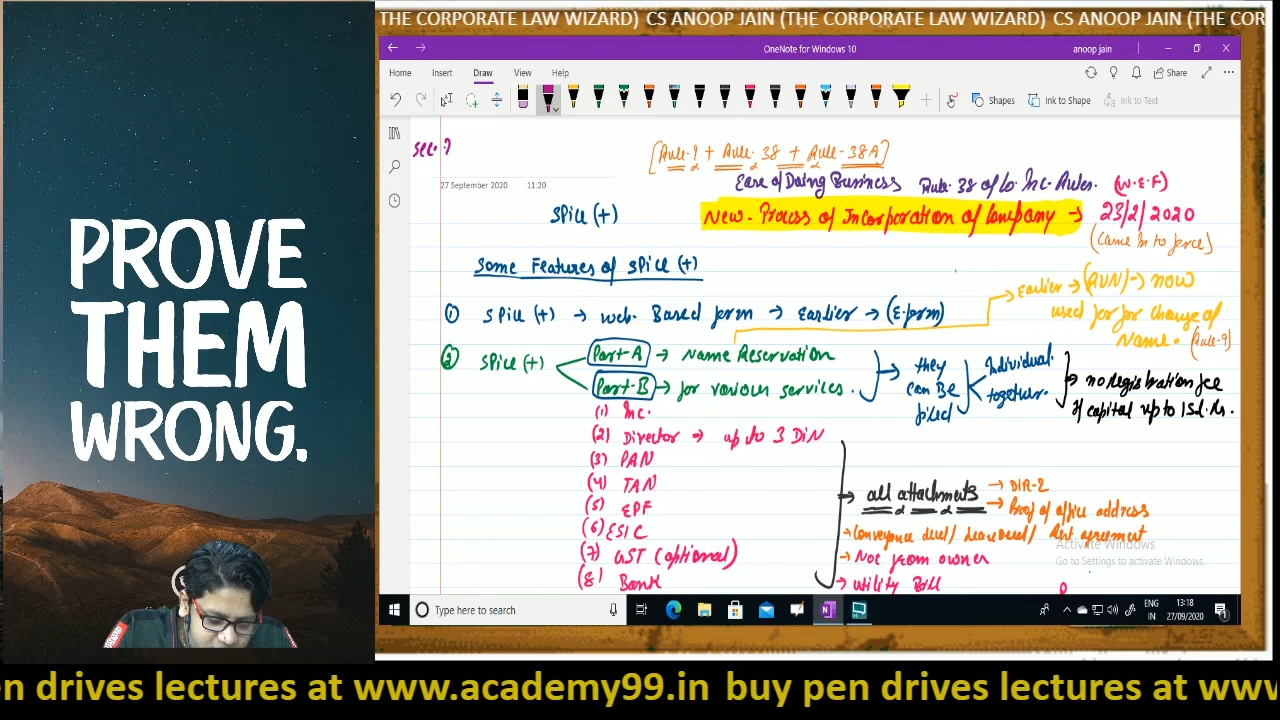 THE CORPORATE LAW WIZARD) CS ANOOP JAIN (THE CORPORATE LAW WIZARD) CS ANOOP JAIN (THE COR
OneNote for Windows 10
anoop jain
Home Insert Draw View Help
Share
Shapes
Ink to Shape
Ink to Text
Sec. 7
[Rule-9 + Rule-38 + Rule-38A]
27 September 2020 11:20
Ease of Doing Business Rule 38 of Co. Inc. Rules. (W.E.F)
SPice (+)
New-Process of Incorporation of Company → 23/2/2020
(Came into force)
Some Features of SPice (+)
Earlier → (RUN) → now
used for for Change of
Name. (Rule-9)
① SPice (+) → web-Based form → earlier → (E-form)
② SPice (+)
Part-A → Name Reservation
Part-B → for various services.
→ they can Be filed
Individual.
together.
→ no Registration fee
if capital up to 15L Rs.
(1) Inc.
(2) Director → up to 3 DIN
(3) PAN
(4) TAN
(5) EPF
(6) ESIC
(7) GST (optional)
(8) Bank
→ all attachments → DIR-2
→ Proof of office address
Conveyance deed/ Lease deed/ Rent agreement
→ Noc from owner
→ utility Bill
Activate Windows
Go to Settings to activate Windows.
Type here to search
ENG
IN
13:18
27/09/2020
PROVE
THEM
WRONG.
en drives lectures at www.academy99.in buy pen drives lectures at www